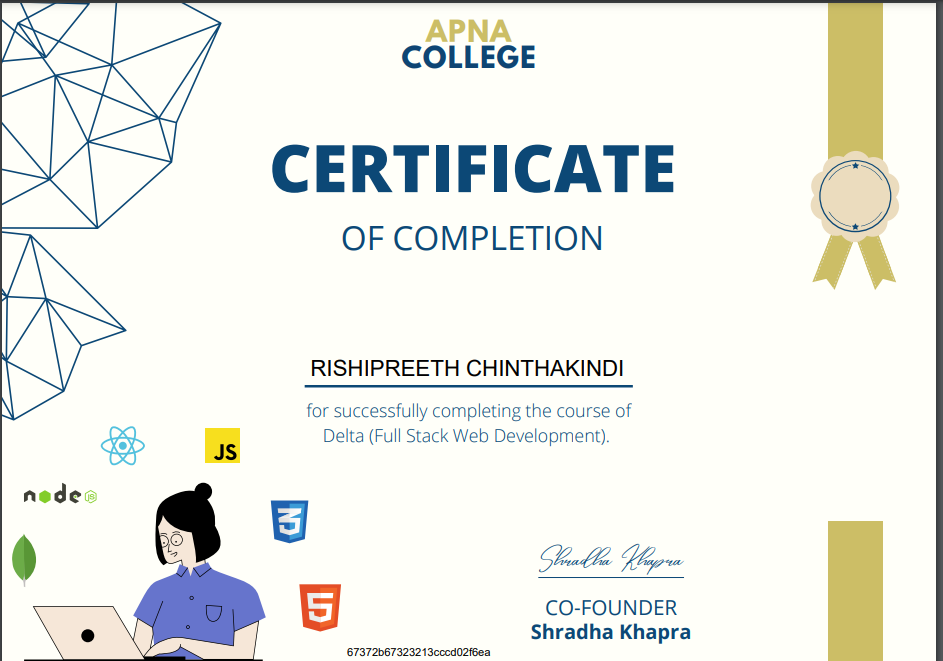 APNA
COLLEGE
CERTIFICATE
OF COMPLETION
RISHIPREETH CHINTHAKINDI
for successfully completing the course of
Delta (Full Stack Web Development).
JS
node
JS
3
5
Shradha Khapra
CO-FOUNDER
Shradha Khapra
67372b67323213cccd02f6ea